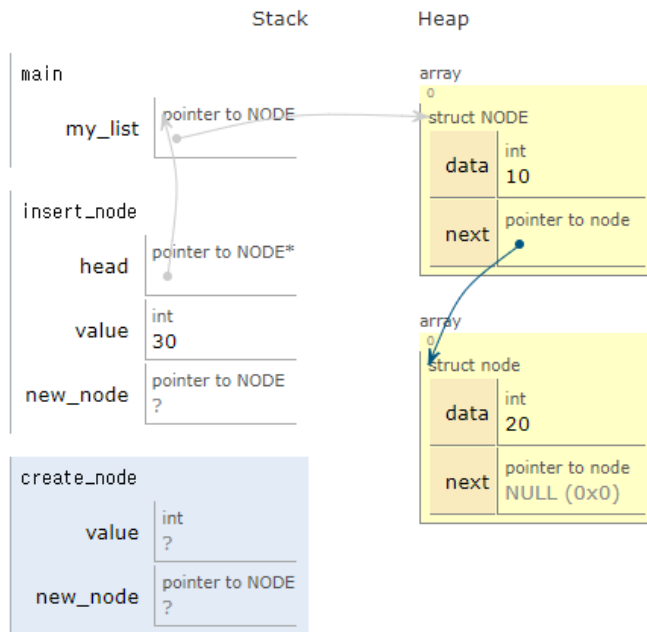 Stack
Heap
main
my_list
pointer to NODE
insert_node
head
pointer to NODE*
value
int
30
new_node
pointer to NODE
?
create_node
value
int
?
new_node
pointer to NODE
?
array
0
struct NODE
data
int
10
next
pointer to node
array
0
struct node
data
int
20
next
pointer to node
NULL (0x0)